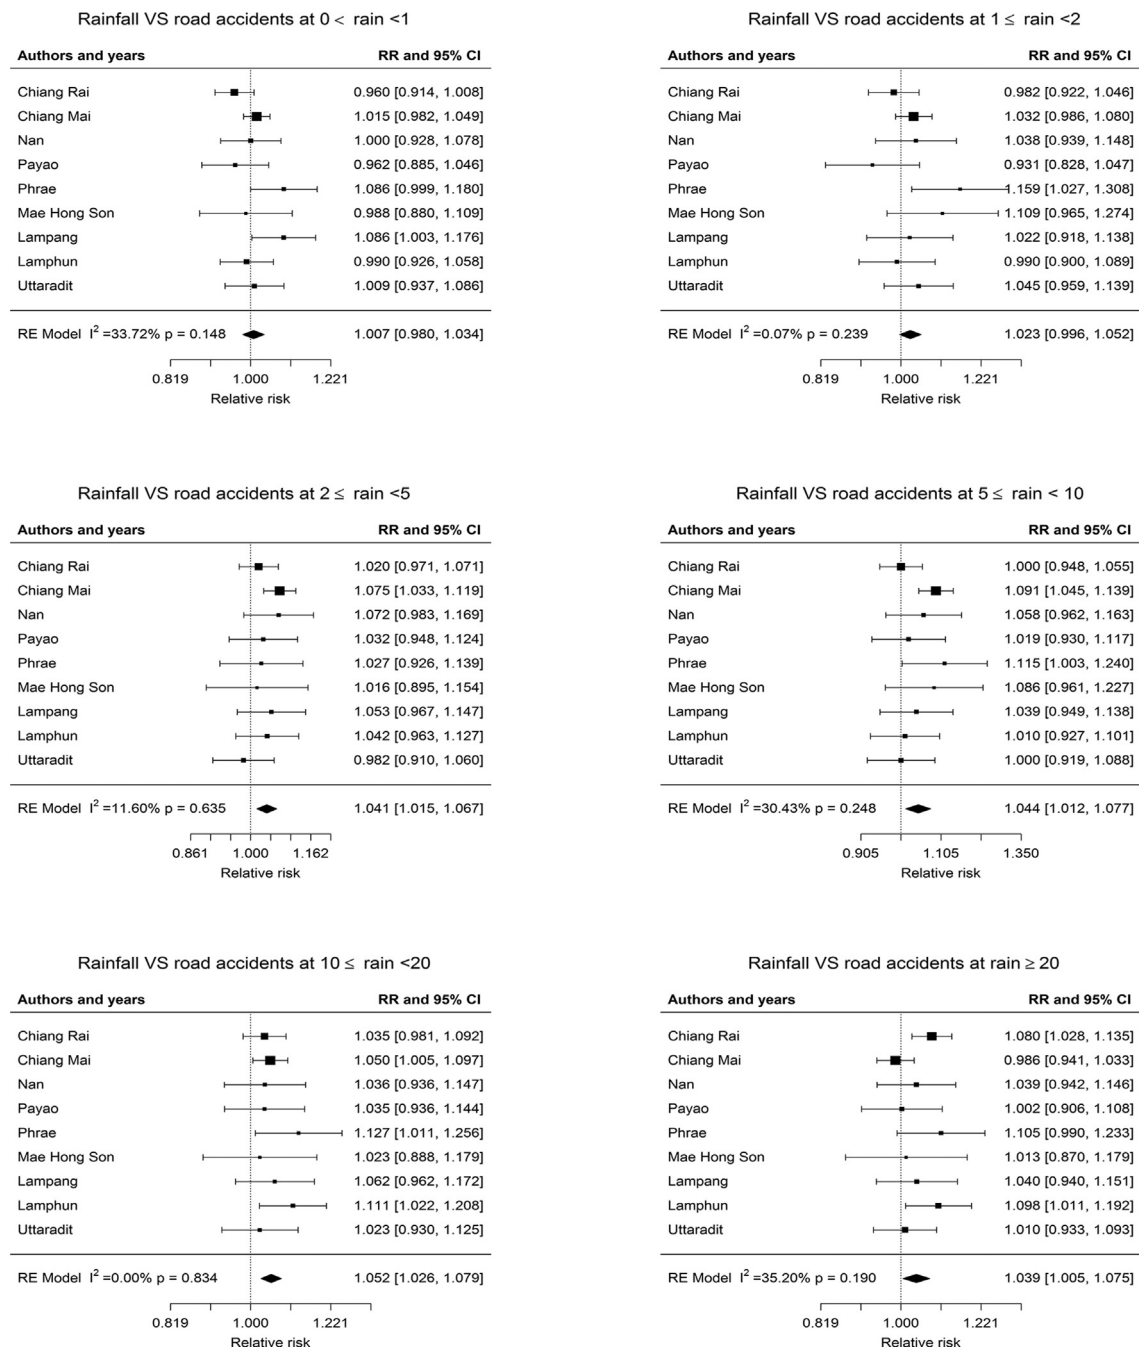 Rainfall VS road accidents at 0 < rain <1
Authors and years RR and 95% CI
Chiang Rai 0.960 [0.914, 1.008]
Chiang Mai 1.015 [0.982, 1.049]
Nan 1.000 [0.928, 1.078]
Payao 0.962 [0.885, 1.046]
Phrae 1.086 [0.999, 1.180]
Mae Hong Son 0.988 [0.880, 1.109]
Lampang 1.086 [1.003, 1.176]
Lamphun 0.990 [0.926, 1.058]
Uttaradit 1.009 [0.937, 1.086]
RE Model I² =33.72% p = 0.148 1.007 [0.980, 1.034]
0.819 1.000 1.221
Relative risk
Rainfall VS road accidents at 1 ≤ rain <2
Authors and years RR and 95% CI
Chiang Rai 0.982 [0.922, 1.046]
Chiang Mai 1.032 [0.986, 1.080]
Nan 1.038 [0.939, 1.148]
Payao 0.931 [0.828, 1.047]
Phrae 1.159 [1.027, 1.308]
Mae Hong Son 1.109 [0.965, 1.274]
Lampang 1.022 [0.918, 1.138]
Lamphun 0.990 [0.900, 1.089]
Uttaradit 1.045 [0.959, 1.139]
RE Model I² =0.07% p = 0.239 1.023 [0.996, 1.052]
0.819 1.000 1.221
Relative risk
Rainfall VS road accidents at 2 ≤ rain <5
Authors and years RR and 95% CI
Chiang Rai 1.020 [0.971, 1.071]
Chiang Mai 1.075 [1.033, 1.119]
Nan 1.072 [0.983, 1.169]
Payao 1.032 [0.948, 1.124]
Phrae 1.027 [0.926, 1.139]
Mae Hong Son 1.016 [0.895, 1.154]
Lampang 1.053 [0.967, 1.147]
Lamphun 1.042 [0.963, 1.127]
Uttaradit 0.982 [0.910, 1.060]
RE Model I² =11.60% p = 0.635 1.041 [1.015, 1.067]
0.861 1.000 1.162
Relative risk
Rainfall VS road accidents at 5 ≤ rain < 10
Authors and years RR and 95% CI
Chiang Rai 1.000 [0.948, 1.055]
Chiang Mai 1.091 [1.045, 1.139]
Nan 1.058 [0.962, 1.163]
Payao 1.019 [0.930, 1.117]
Phrae 1.115 [1.003, 1.240]
Mae Hong Son 1.086 [0.961, 1.227]
Lampang 1.039 [0.949, 1.138]
Lamphun 1.010 [0.927, 1.101]
Uttaradit 1.000 [0.919, 1.088]
RE Model I² =30.43% p = 0.248 1.044 [1.012, 1.077]
0.905 1.105 1.350
Relative risk
Rainfall VS road accidents at 10 ≤ rain <20
Authors and years RR and 95% CI
Chiang Rai 1.035 [0.981, 1.092]
Chiang Mai 1.050 [1.005, 1.097]
Nan 1.036 [0.936, 1.147]
Payao 1.035 [0.936, 1.144]
Phrae 1.127 [1.011, 1.256]
Mae Hong Son 1.023 [0.888, 1.179]
Lampang 1.062 [0.962, 1.172]
Lamphun 1.111 [1.022, 1.208]
Uttaradit 1.023 [0.930, 1.125]
RE Model I² =0.00% p = 0.834 1.052 [1.026, 1.079]
0.819 1.000 1.221
Relative risk
Rainfall VS road accidents at rain ≥ 20
Authors and years RR and 95% CI
Chiang Rai 1.080 [1.028, 1.135]
Chiang Mai 0.986 [0.941, 1.033]
Nan 1.039 [0.942, 1.146]
Payao 1.002 [0.906, 1.108]
Phrae 1.105 [0.990, 1.233]
Mae Hong Son 1.013 [0.870, 1.179]
Lampang 1.040 [0.940, 1.151]
Lamphun 1.098 [1.011, 1.192]
Uttaradit 1.010 [0.933, 1.093]
RE Model I² =35.20% p = 0.190 1.039 [1.005, 1.075]
0.819 1.000 1.221
Relative risk